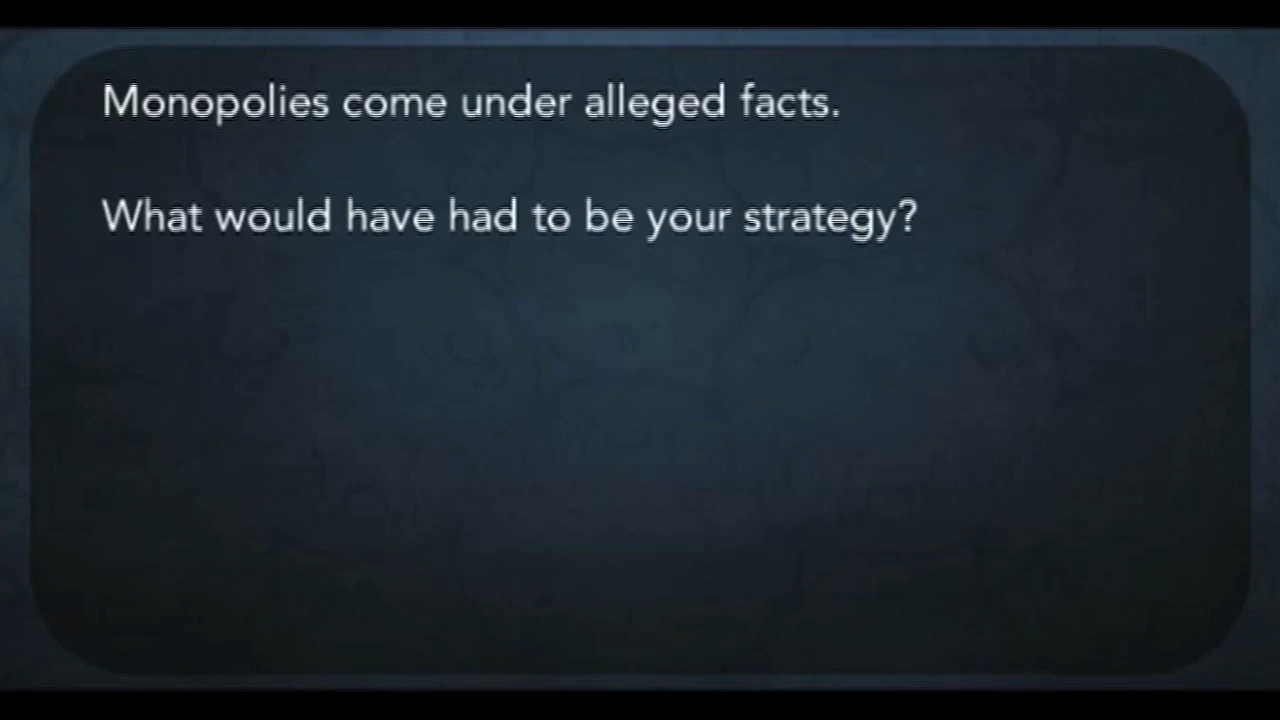 Monopolies come under alleged facts.
What would have had to be your strategy?